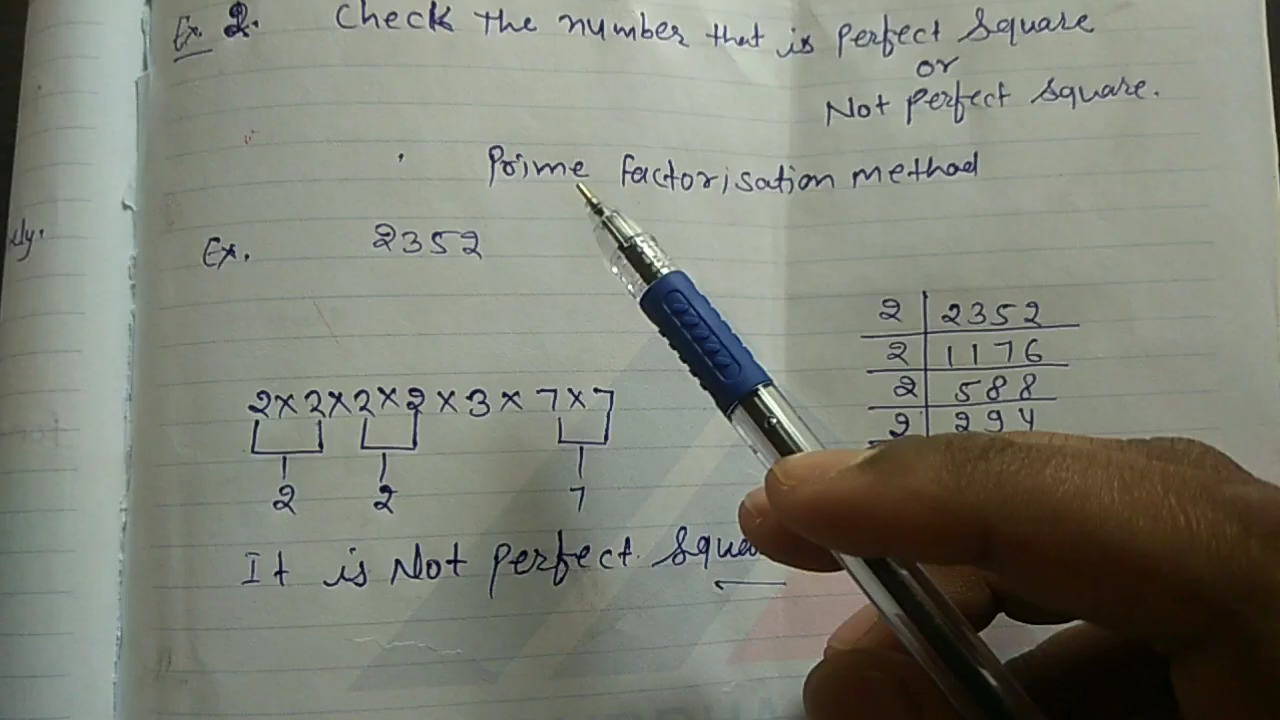 Ex 2. Check The number that is perfect square
or
Not perfect square.
Prime factorisation method
Ex. 2352
2 | 2352
2 | 1176
2 | 588
2 | 294
2×2×2×2×3×7×7
2 2 7
It is Not perfect